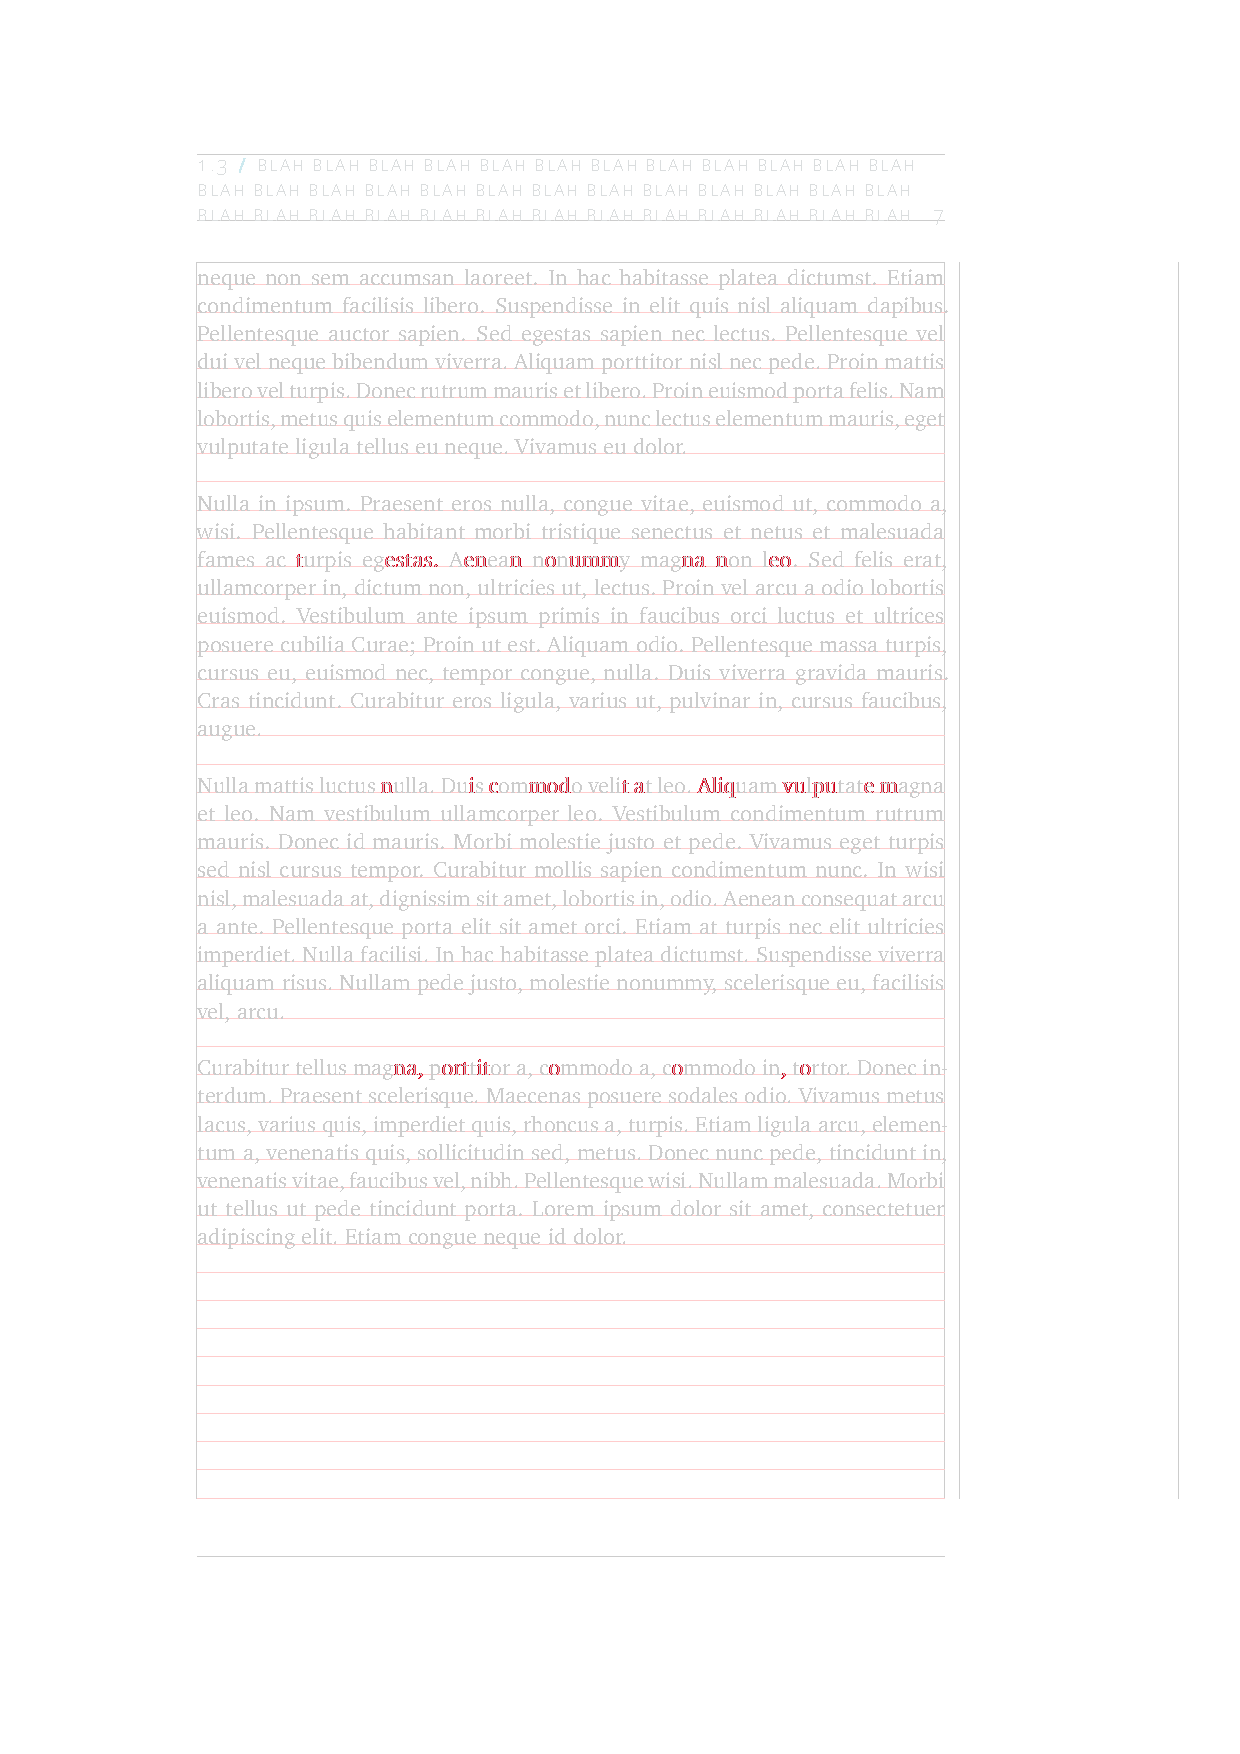 1.3 / BLAH BLAH BLAH BLAH BLAH BLAH BLAH BLAH BLAH BLAH BLAH BLAH
BLAH BLAH BLAH BLAH BLAH BLAH BLAH BLAH BLAH BLAH BLAH BLAH BLAH
BLAH BLAH BLAH BLAH BLAH BLAH BLAH BLAH BLAH BLAH BLAH BLAH BLAH 7
neque non sem accumsan laoreet. In hac habitasse platea dictumst. Etiam
condimentum facilisis libero. Suspendisse in elit quis nisl aliquam dapibus.
Pellentesque auctor sapien. Sed egestas sapien nec lectus. Pellentesque vel
dui vel neque bibendum viverra. Aliquam porttitor nisl nec pede. Proin mattis
libero vel turpis. Donec rutrum mauris et libero. Proin euismod porta felis. Nam
lobortis, metus quis elementum commodo, nunc lectus elementum mauris, eget
vulputate ligula tellus eu neque. Vivamus eu dolor.
Nulla in ipsum. Praesent eros nulla, congue vitae, euismod ut, commodo a,
wisi. Pellentesque habitant morbi tristique senectus et netus et malesuada
fames ac turpis egestas. Aenean nonummy magna non leo. Sed felis erat,
ullamcorper in, dictum non, ultricies ut, lectus. Proin vel arcu a odio lobortis
euismod. Vestibulum ante ipsum primis in faucibus orci luctus et ultrices
posuere cubilia Curae; Proin ut est. Aliquam odio. Pellentesque massa turpis,
cursus eu, euismod nec, tempor congue, nulla. Duis viverra gravida mauris.
Cras tincidunt. Curabitur eros ligula, varius ut, pulvinar in, cursus faucibus,
augue.
Nulla mattis luctus nulla. Duis commodo velit at leo. Aliquam vulputate magna
et leo. Nam vestibulum ullamcorper leo. Vestibulum condimentum rutrum
mauris. Donec id mauris. Morbi molestie justo et pede. Vivamus eget turpis
sed nisl cursus tempor. Curabitur mollis sapien condimentum nunc. In wisi
nisl, malesuada at, dignissim sit amet, lobortis in, odio. Aenean consequat arcu
a ante. Pellentesque porta elit sit amet orci. Etiam at turpis nec elit ultricies
imperdiet. Nulla facilisi. In hac habitasse platea dictumst. Suspendisse viverra
aliquam risus. Nullam pede justo, molestie nonummy, scelerisque eu, facilisis
vel, arcu.
Curabitur tellus magna, porttitor a, commodo a, commodo in, tortor. Donec in-
terdum. Praesent scelerisque. Maecenas posuere sodales odio. Vivamus metus
lacus, varius quis, imperdiet quis, rhoncus a, turpis. Etiam ligula arcu, elemen-
tum a, venenatis quis, sollicitudin sed, metus. Donec nunc pede, tincidunt in,
venenatis vitae, faucibus vel, nibh. Pellentesque wisi. Nullam malesuada. Morbi
ut tellus ut pede tincidunt porta. Lorem ipsum dolor sit amet, consectetuer
adipiscing elit. Etiam congue neque id dolor.